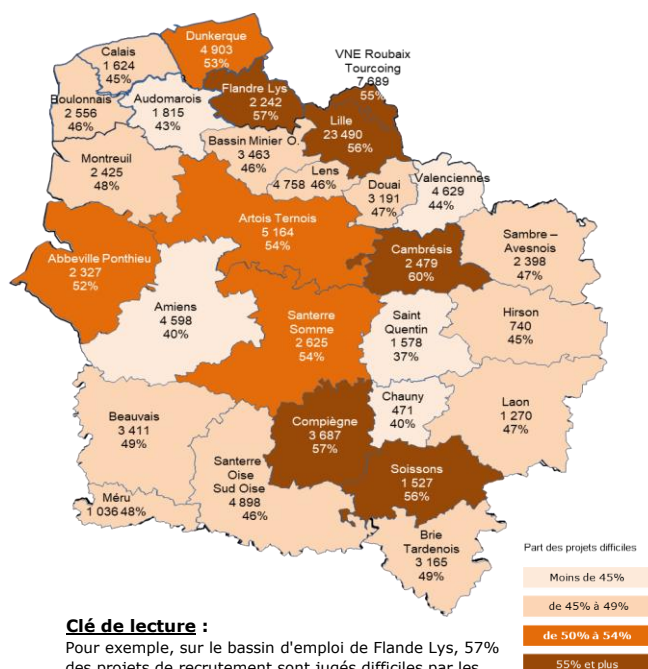 Dunkerque
4 903
53%
Calais
1 624
45%
VNE Roubaix
Tourcoing
7 689
55%
Flandre Lys
2 242
57%
Boulonnais
2 556
46%
Audomarois
1 815
43%
Lille
23 490
56%
Bassin Minier O.
3 463
46%
Montreuil
2 425
48%
Lens
4 758 46%
Douai
3 191
47%
Valenciennes
4 629
44%
Artois Ternois
5 164
54%
Sambre –
Avesnois
2 398
47%
Cambrésis
2 479
60%
Abbeville Ponthieu
2 327
52%
Amiens
4 598
40%
Santerre
Somme
2 625
54%
Saint
Quentin
1 578
37%
Hirson
740
45%
Chauny
471
40%
Laon
1 270
47%
Beauvais
3 411
49%
Compiègne
3 687
57%
Santerre
Oise
Sud Oise
4 898
46%
Soissons
1 527
56%
Méru
1 036 48%
Brie
Tardenois
3 165
49%
Part des projets difficiles
Moins de 45%
de 45% à 49%
de 50% à 54%
55% et plus
Clé de lecture :
Pour exemple, sur le bassin d'emploi de Flande Lys, 57%
des projets de recrutement sont jugés difficiles par les